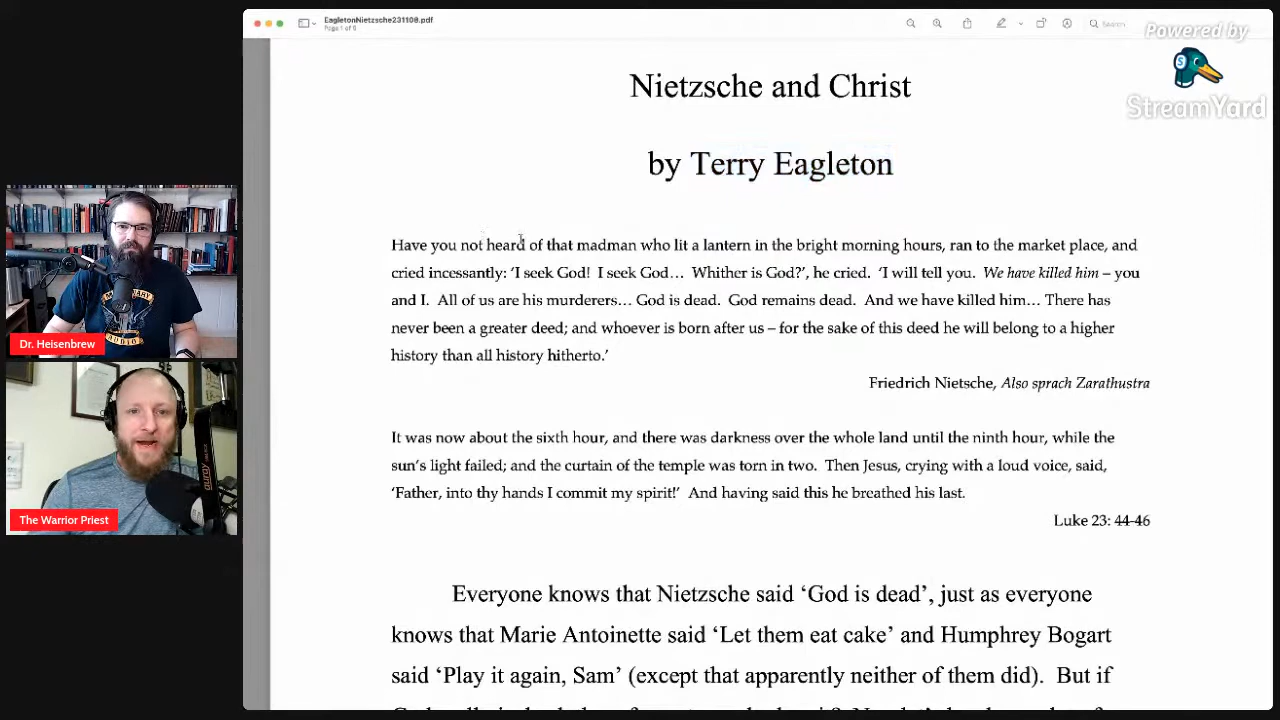 EagletonNietzsche231108.pdf
Page 1 of
Search
Powered by
StreamYard
Nietzsche and Christ
by Terry Eagleton
Have you not heard of that madman who lit a lantern in the bright morning hours, ran to the market place, and
cried incessantly: ‘I seek God!  I seek God…  Whither is God?’, he cried.  ‘I will tell you.  We have killed him – you
and I.  All of us are his murderers… God is dead.  God remains dead.  And we have killed him… There has
never been a greater deed; and whoever is born after us – for the sake of this deed he will belong to a higher
history than all history hitherto.’
Friedrich Nietsche, Also sprach Zarathustra
It was now about the sixth hour, and there was darkness over the whole land until the ninth hour, while the
sun’s light failed; and the curtain of the temple was torn in two.  Then Jesus, crying with a loud voice, said,
‘Father, into thy hands I commit my spirit!’  And having said this he breathed his last.
Luke 23: 44-46
Everyone knows that Nietzsche said ‘God is dead’, just as everyone
knows that Marie Antoinette said ‘Let them eat cake’ and Humphrey Bogart
said ‘Play it again, Sam’ (except that apparently neither of them did).  But if
Dr. Heisenbrew
The Warrior Priest